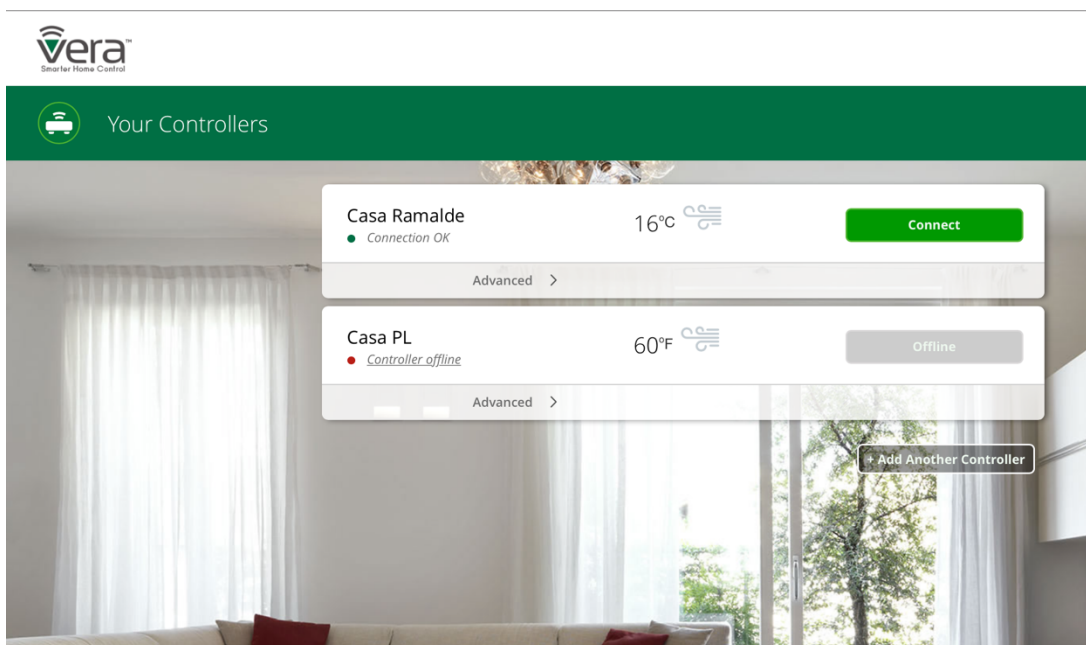 vera™
Smarter Home Control
Your Controllers
Casa Ramalde
Connection OK
16°C
Connect
Advanced >
Casa PL
Controller offline
60°F
Offline
Advanced >
+ Add Another Controller